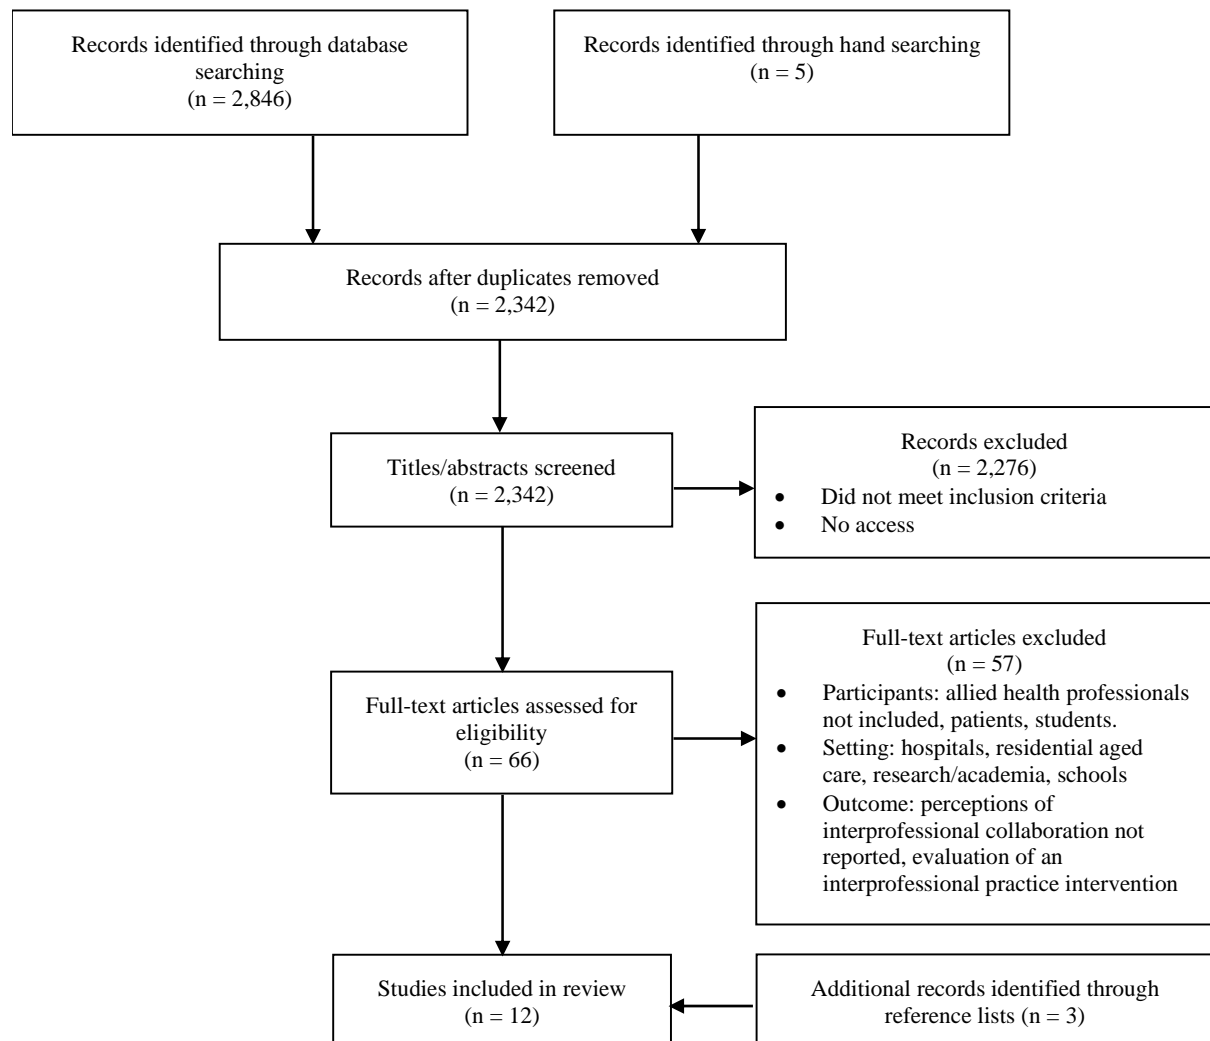 Records identified through database
searching
(n = 2,846)
Records identified through hand searching
(n = 5)
Records after duplicates removed
(n = 2,342)
Titles/abstracts screened
(n = 2,342)
Records excluded
(n = 2,276)
• Did not meet inclusion criteria
• No access
Full-text articles assessed for
eligibility
(n = 66)
Full-text articles excluded
(n = 57)
• Participants: allied health professionals
not included, patients, students.
• Setting: hospitals, residential aged
care, research/academia, schools
• Outcome: perceptions of
interprofessional collaboration not
reported, evaluation of an
interprofessional practice intervention
Studies included in review
(n = 12)
Additional records identified through
reference lists (n = 3)